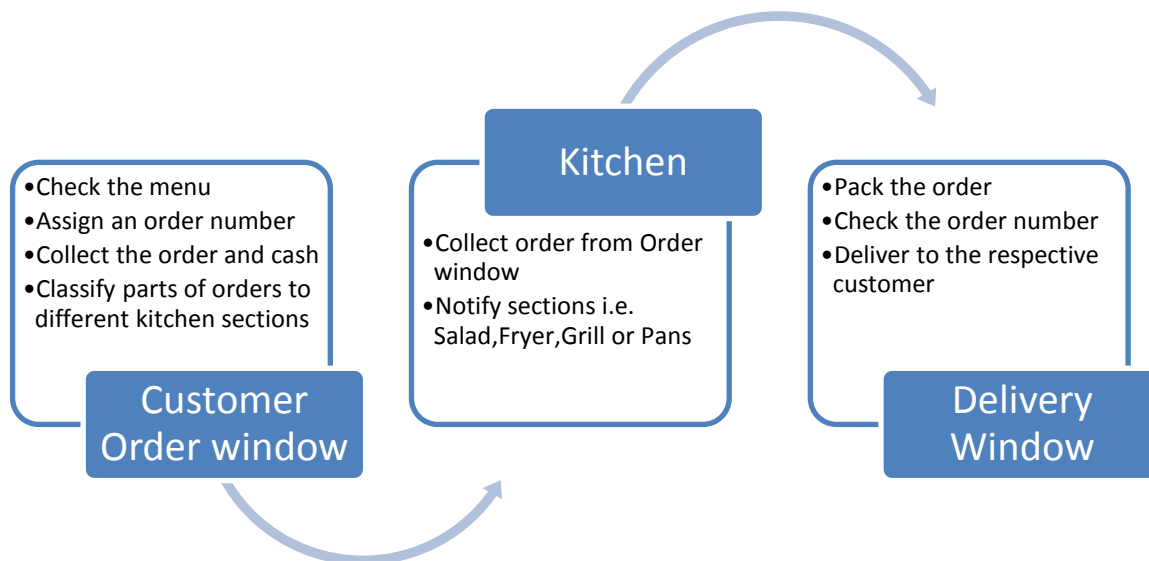 •Check the menu
•Assign an order number
•Collect the order and cash
•Classify parts of orders to
different kitchen sections
Customer
Order window
Kitchen
•Collect order from Order
window
•Notify sections i.e.
Salad,Fryer,Grill or Pans
•Pack the order
•Check the order number
•Deliver to the respective
customer
Delivery
Window